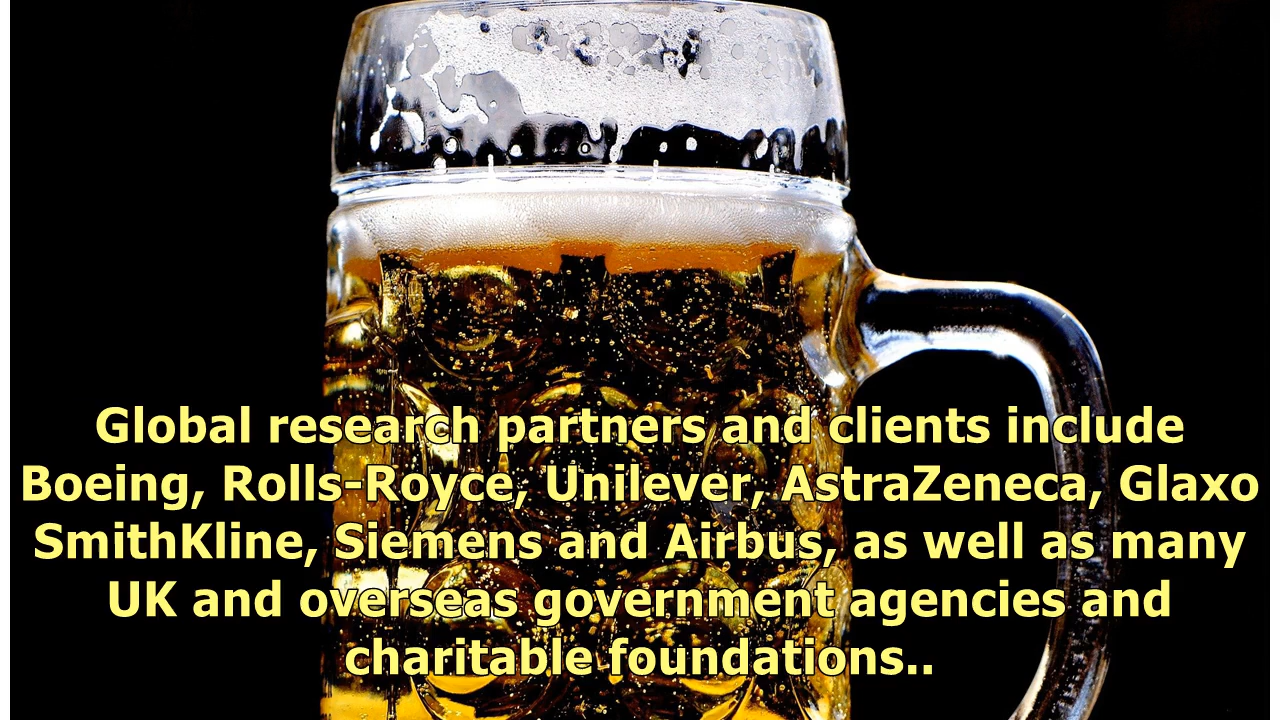 Global research partners and clients include
Boeing, Rolls-Royce, Unilever, AstraZeneca, Glaxo
SmithKline, Siemens and Airbus, as well as many
UK and overseas government agencies and
charitable foundations..